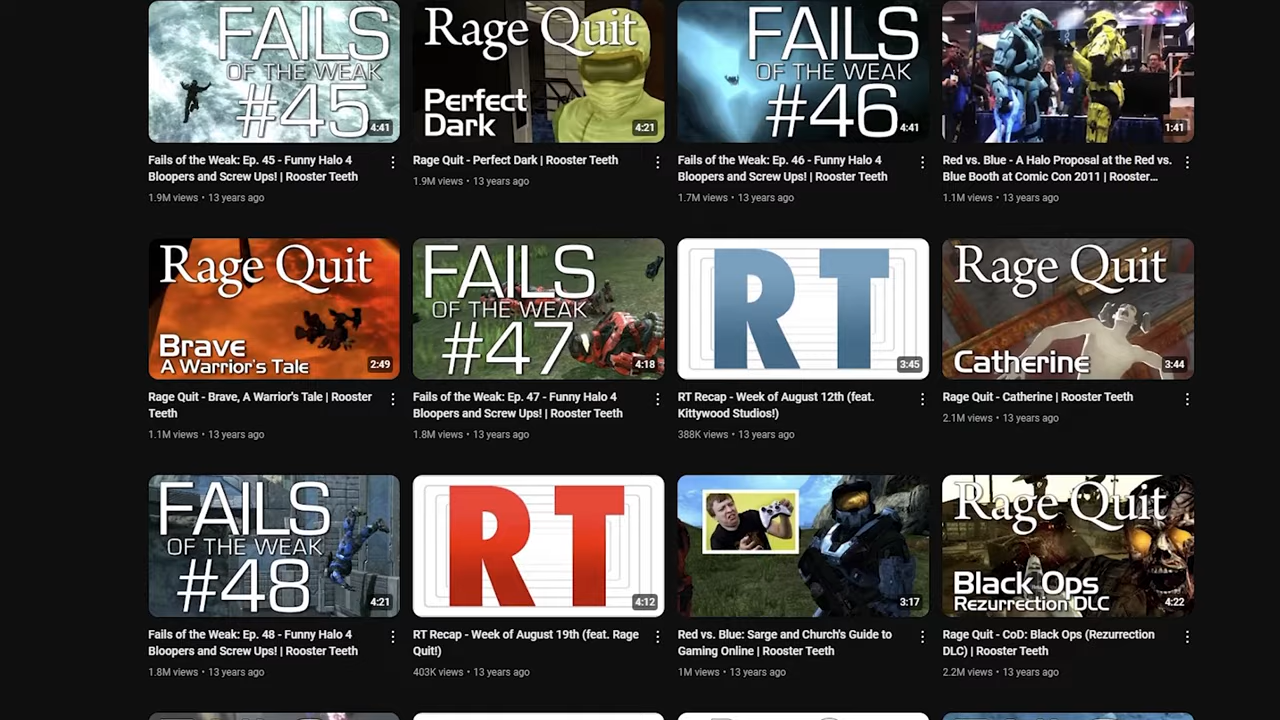 FAILS
OF THE WEAK
#45
4:41
Rage Quit
Perfect
Dark
4:21
FAILS
OF THE WEAK
#46
4:41
1:41
Fails of the Weak: Ep. 45 - Funny Halo 4
Bloopers and Screw Ups! | Rooster Teeth
1.9M views • 13 years ago
Rage Quit - Perfect Dark | Rooster Teeth
1.9M views • 13 years ago
Fails of the Weak: Ep. 46 - Funny Halo 4
Bloopers and Screw Ups! | Rooster Teeth
1.7M views • 13 years ago
Red vs. Blue - A Halo Proposal at the Red vs.
Blue Booth at Comic Con 2011 | Rooster...
1.1M views • 13 years ago
Rage Quit
Brave
A Warrior's Tale
2:49
FAILS
OF THE WEAK
#47
4:18
RT
3:45
Rage Quit
Catherine
3:44
Rage Quit - Brave, A Warrior's Tale | Rooster
Teeth
1.1M views • 13 years ago
Fails of the Weak: Ep. 47 - Funny Halo 4
Bloopers and Screw Ups! | Rooster Teeth
1.8M views • 13 years ago
RT Recap - Week of August 12th (feat.
Kittywood Studios!)
388K views • 13 years ago
Rage Quit - Catherine | Rooster Teeth
2.1M views • 13 years ago
FAILS
OF THE WEAK
#48
4:21
RT
4:12
3:17
Rage Quit
Black Ops
Rezurrection DLC
4:22
Fails of the Weak: Ep. 48 - Funny Halo 4
Bloopers and Screw Ups! | Rooster Teeth
1.8M views • 13 years ago
RT Recap - Week of August 19th (feat. Rage
Quit!)
403K views • 13 years ago
Red vs. Blue: Sarge and Church's Guide to
Gaming Online | Rooster Teeth
1M views • 13 years ago
Rage Quit - CoD: Black Ops (Rezurrection
DLC) | Rooster Teeth
2.2M views • 13 years ago